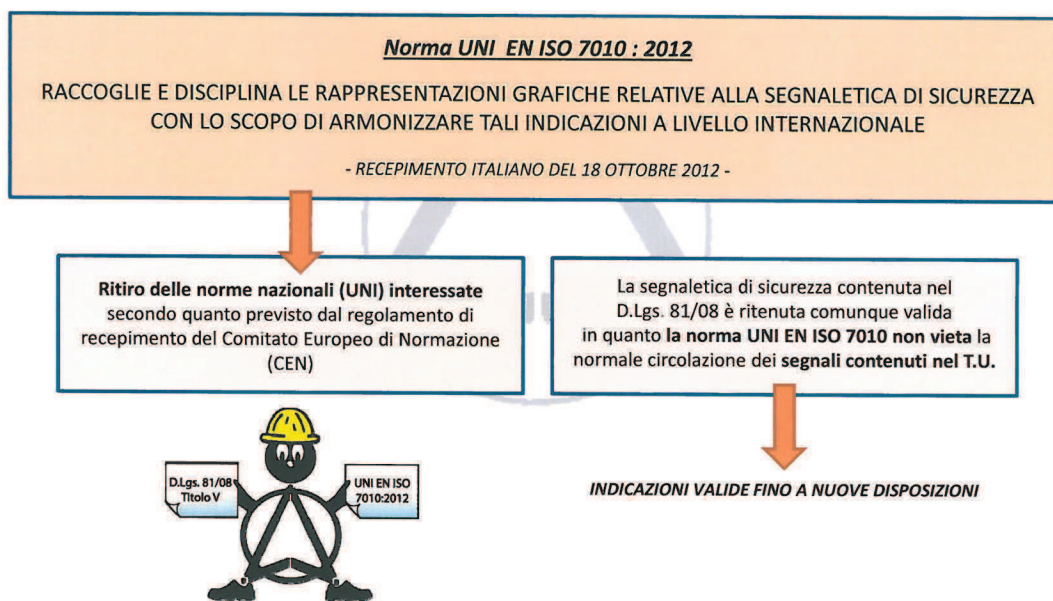 Norma UNI EN ISO 7010 : 2012
RACCOGLIE E DISCIPLINA LE RAPPRESENTAZIONI GRAFICHE RELATIVE ALLA SEGNALETICA DI SICUREZZA
CON LO SCOPO DI ARMONIZZARE TALI INDICAZIONI A LIVELLO INTERNAZIONALE
- RECEPIMENTO ITALIANO DEL 18 OTTOBRE 2012 -
Ritiro delle norme nazionali (UNI) interessate
secondo quanto previsto dal regolamento di
recepimento del Comitato Europeo di Normazione
(CEN)
La segnaletica di sicurezza contenuta nel
D.Lgs. 81/08 è ritenuta comunque valida
in quanto la norma UNI EN ISO 7010 non vieta la
normale circolazione dei segnali contenuti nel T.U.
D.Lgs. 81/08
Titolo V
UNI EN ISO
7010:2012
INDICAZIONI VALIDE FINO A NUOVE DISPOSIZIONI